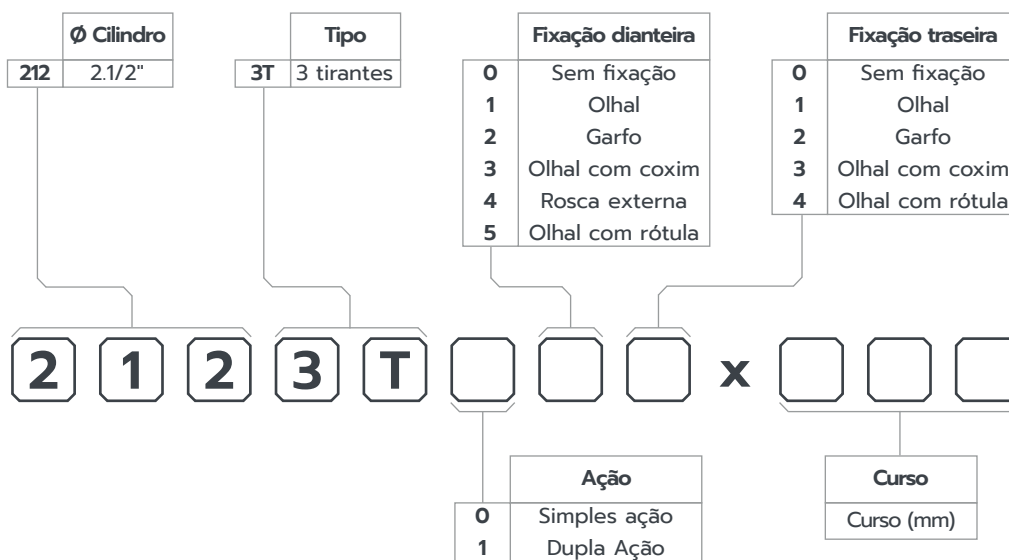 Ø Cilindro
212 2.1/2"
Tipo
3T 3 tirantes
Fixação dianteira
0 Sem fixação
1 Olhal
2 Garfo
3 Olhal com coxim
4 Rosca externa
5 Olhal com rótula
Fixação traseira
0 Sem fixação
1 Olhal
2 Garfo
3 Olhal com coxim
4 Olhal com rótula
2 1 2 3 T x
Ação
0 Simples ação
1 Dupla Ação
Curso
Curso (mm)